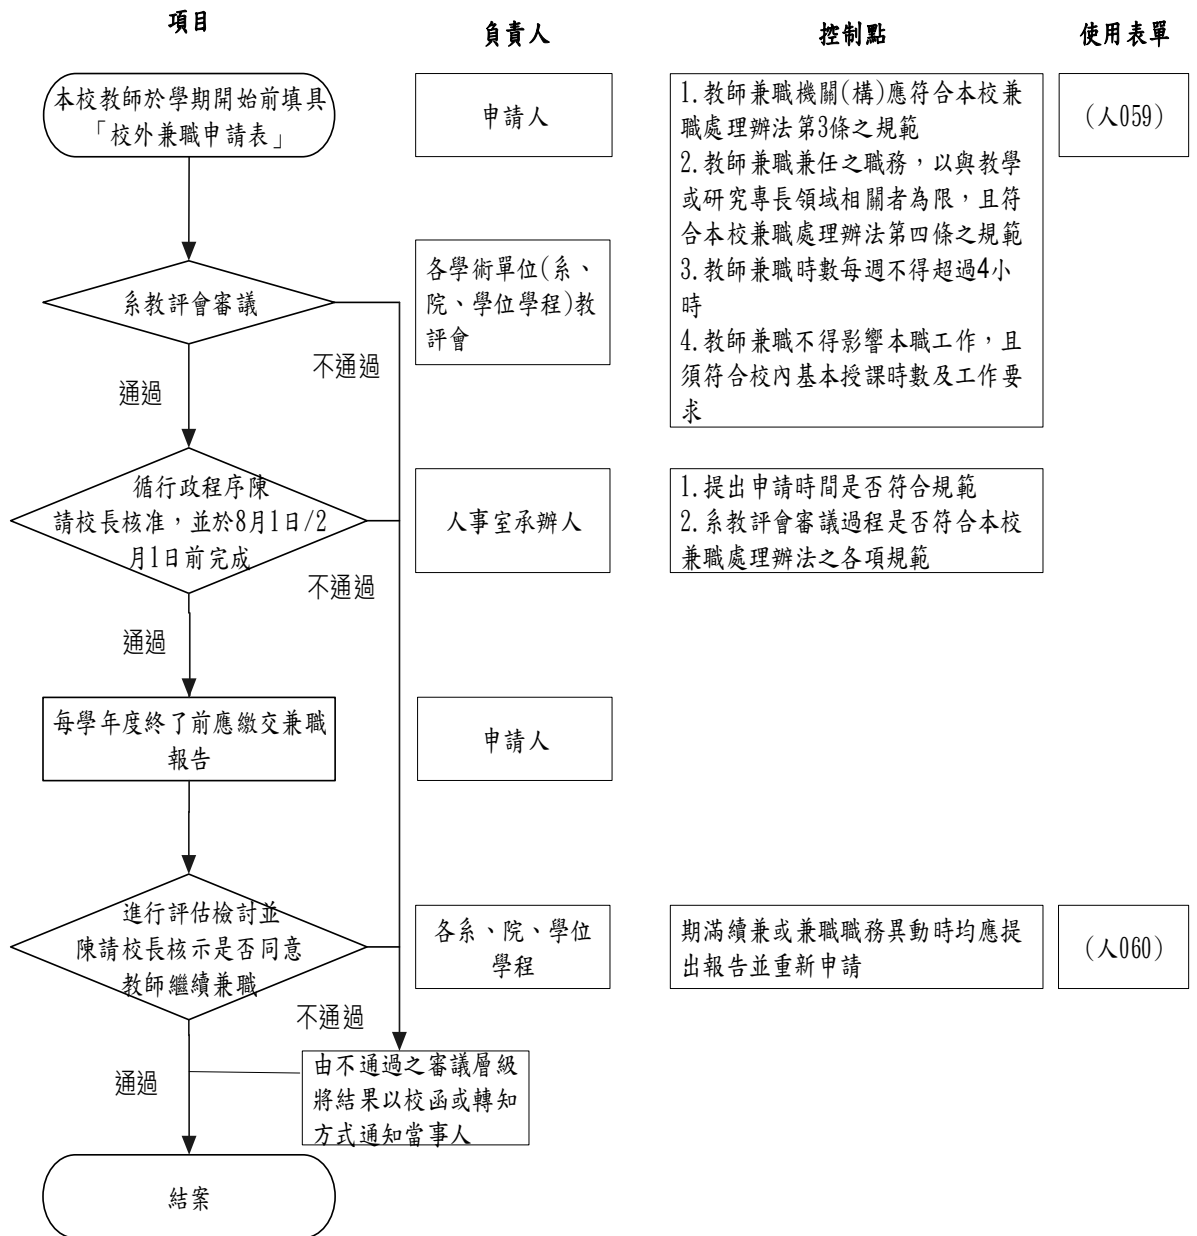 項目
負責人
控制點
使用表單
本校教師於學期開始前填具
「校外兼職申請表」
申請人
1.教師兼職機關(構)應符合本校兼
職處理辦法第3條之規範
2.教師兼職兼任之職務，以與教學
或研究專長領域相關者為限，且符
合本校兼職處理辦法第四條之規範
3.教師兼職時數每週不得超過4小
時
4.教師兼職不得影響本職工作，且
須符合校內基本授課時數及工作要
求
(人059)
系教評會審議
各學術單位(系、
院、學位學程)教
評會
不通過
通過
循行政程序陳
請校長核准，並於8月1日/2
月1日前完成
人事室承辦人
1.提出申請時間是否符合規範
2.系教評會審議過程是否符合本校
兼職處理辦法之各項規範
不通過
通過
每學年度終了前應繳交兼職
報告
申請人
進行評估檢討並
陳請校長核示是否同意
教師繼續兼職
各系、院、學位
學程
期滿續兼或兼職職務異動時均應提
出報告並重新申請
(人060)
不通過
通過
由不通過之審議層級
將結果以校函或轉知
方式通知當事人
結案